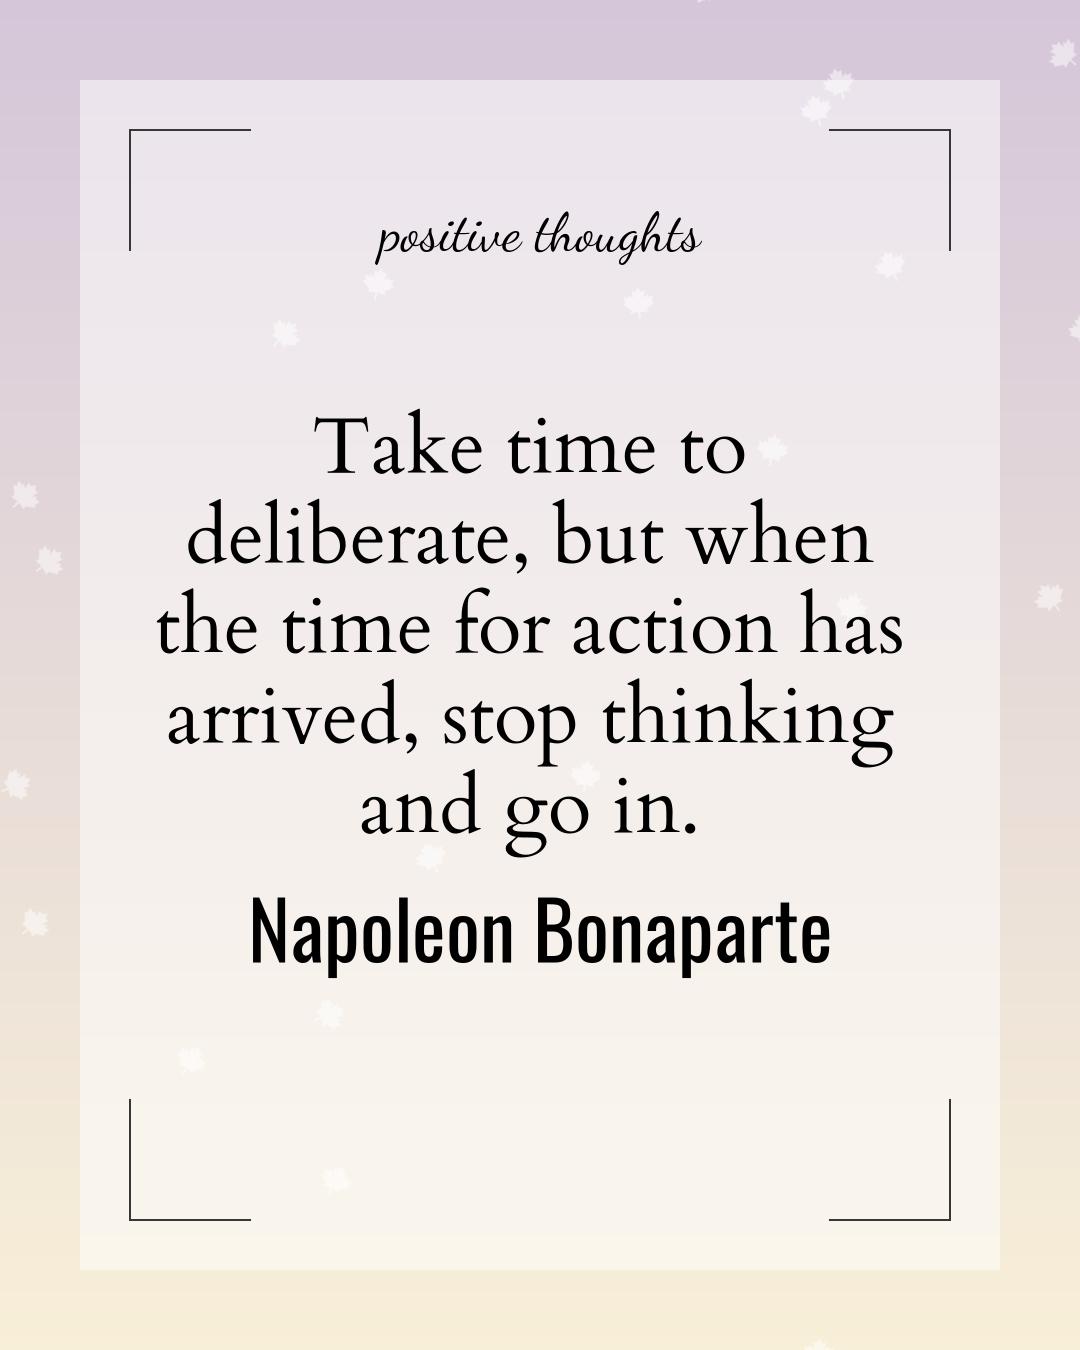 positive thoughts
Take time to
deliberate, but when
the time for action has
arrived, stop thinking
and go in.
Napoleon Bonaparte